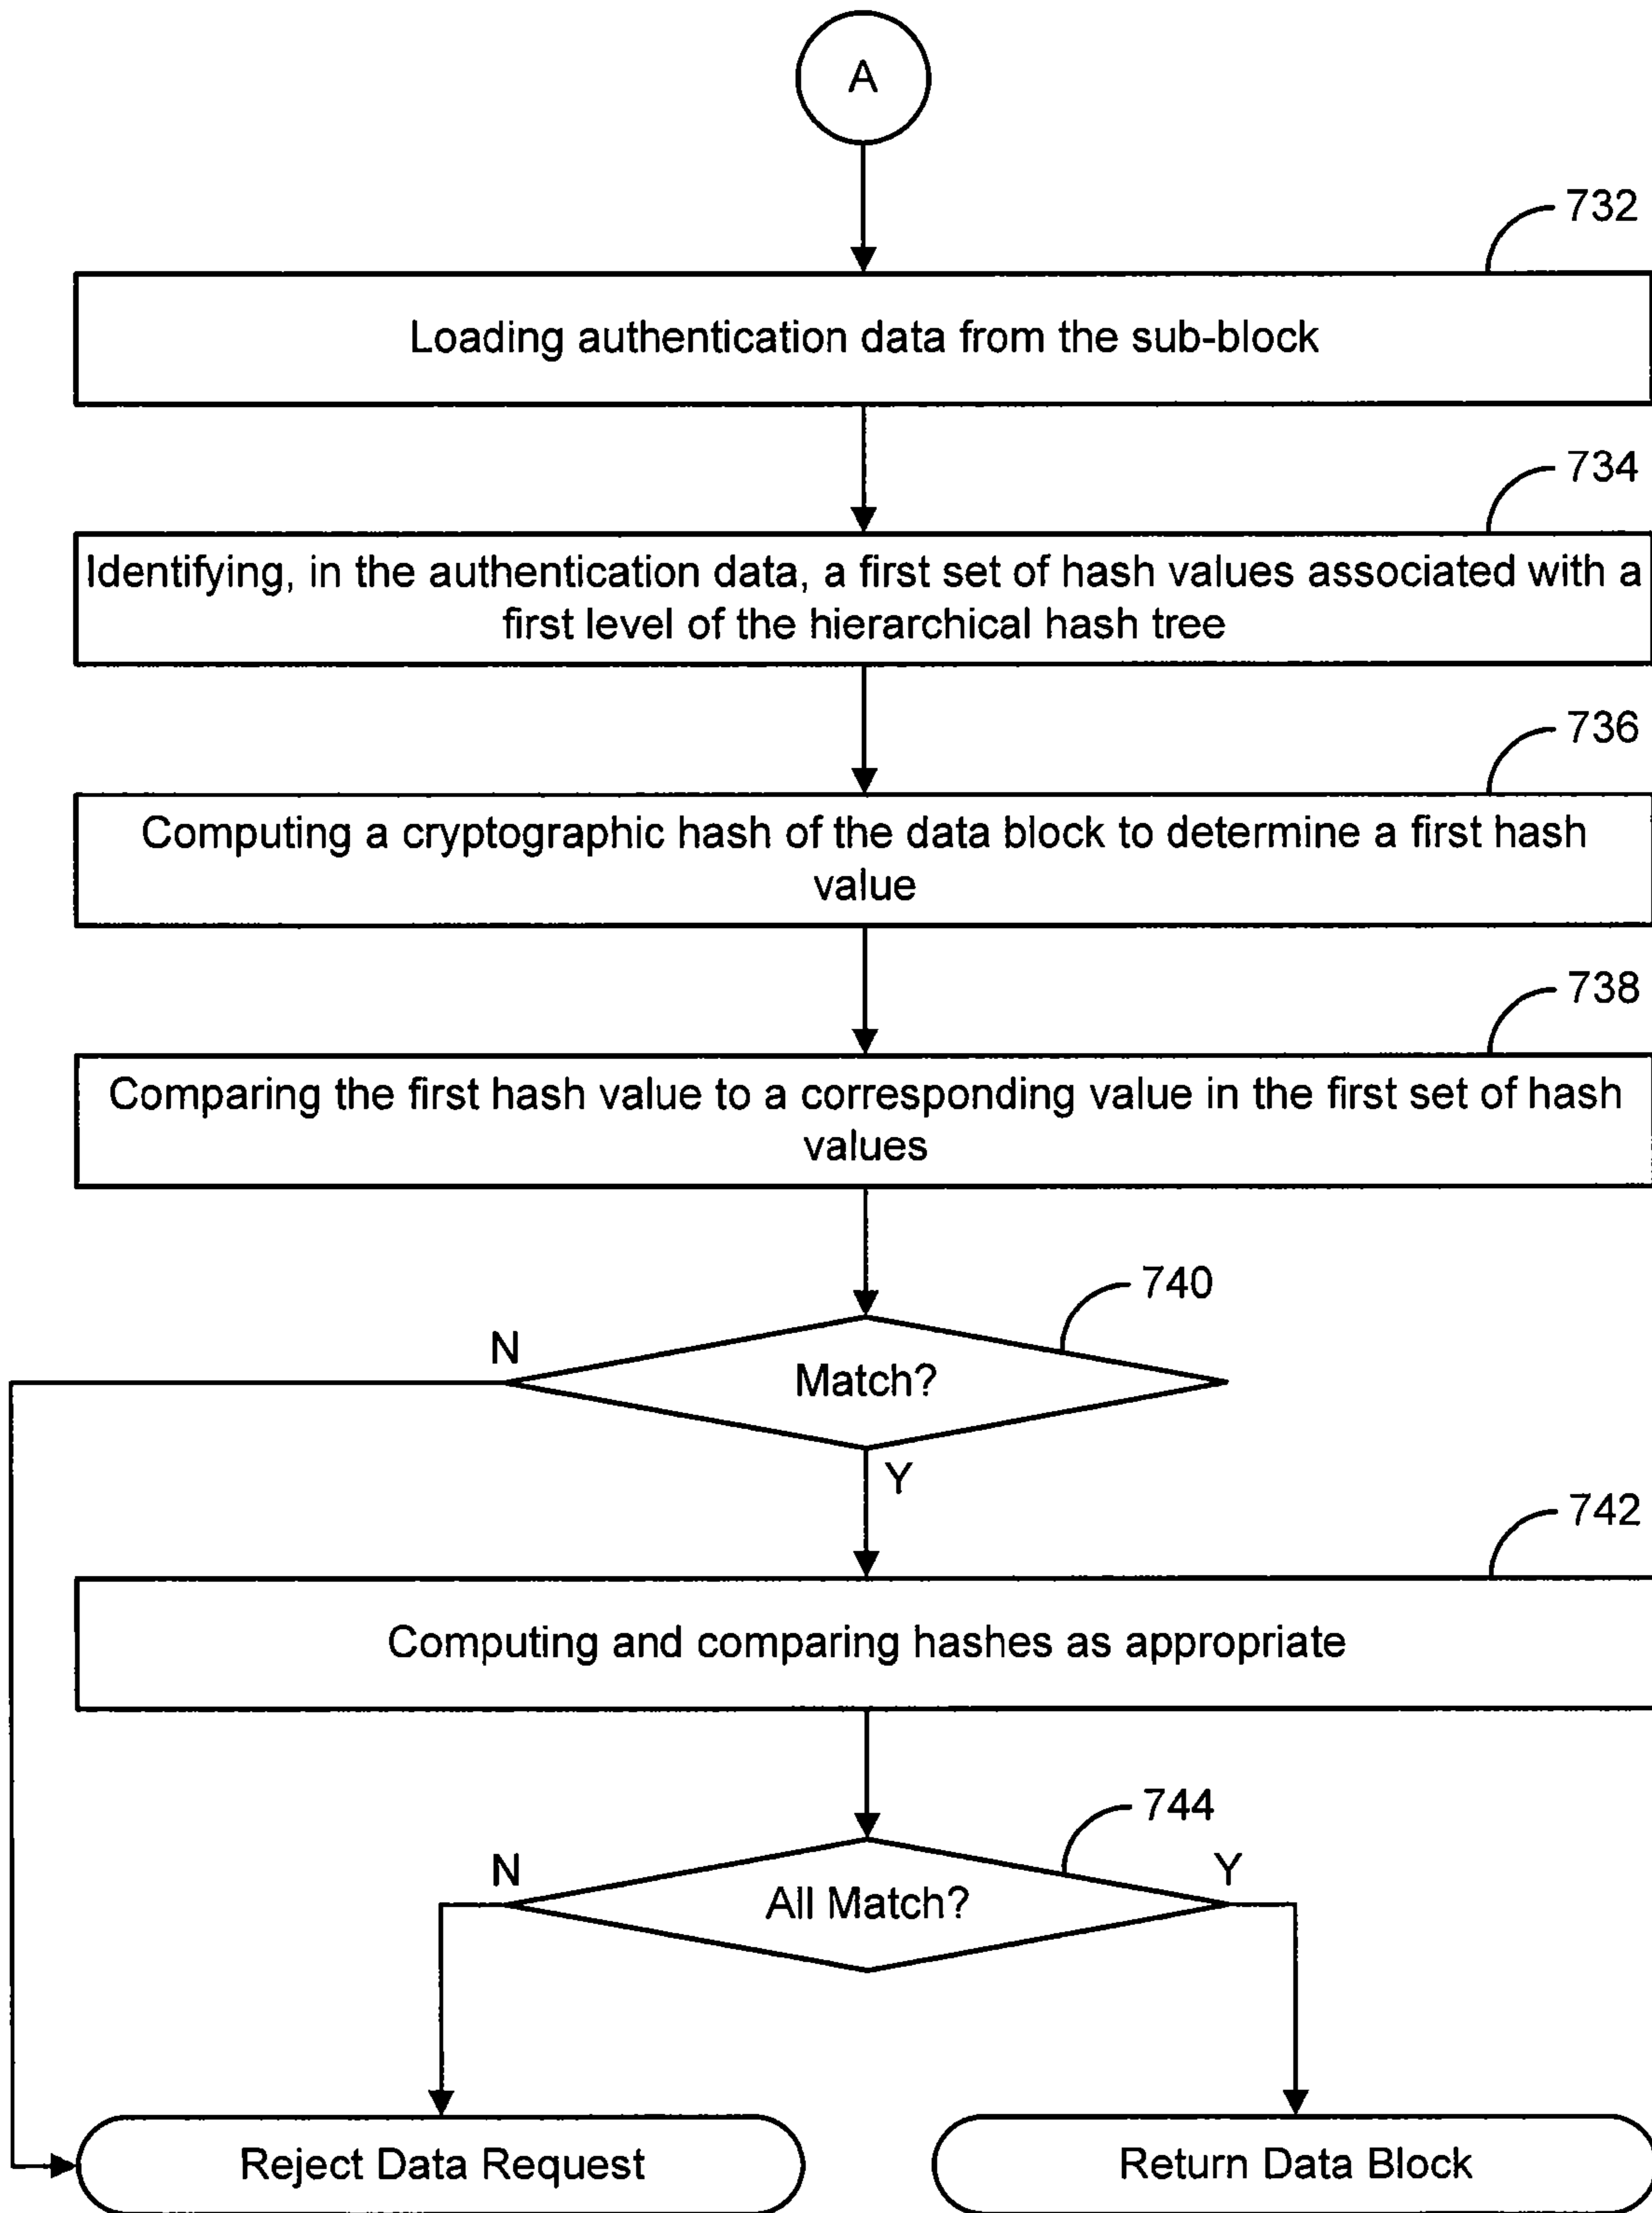 A
732
Loading authentication data from the sub-block
734
Identifying, in the authentication data, a first set of hash values associated with a
first level of the hierarchical hash tree
736
Computing a cryptographic hash of the data block to determine a first hash
value
738
Comparing the first hash value to a corresponding value in the first set of hash
values
740
N
Match?
Y
742
Computing and comparing hashes as appropriate
744
N
All Match?
Y
Reject Data Request
Return Data Block